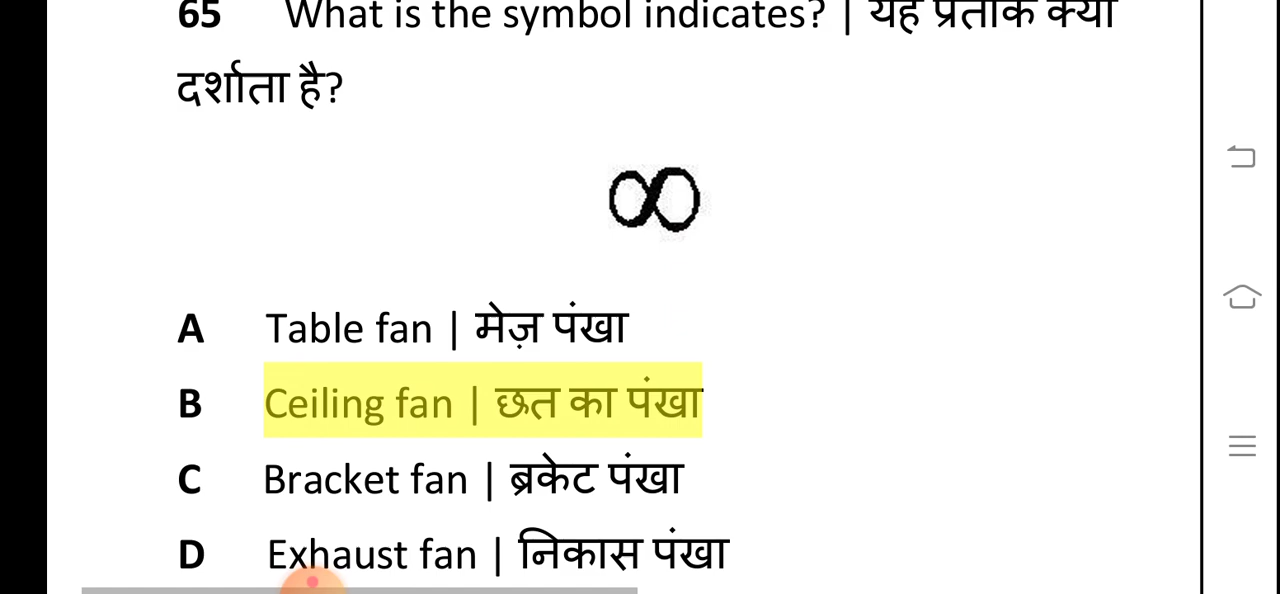 65 What is the symbol indicates? | यह प्रतीक क्या
दर्शाता है?
∞
A Table fan | मेज़ पंखा
B Ceiling fan | छत का पंखा
C Bracket fan | ब्रकेट पंखा
D Exhaust fan | निकास पंखा